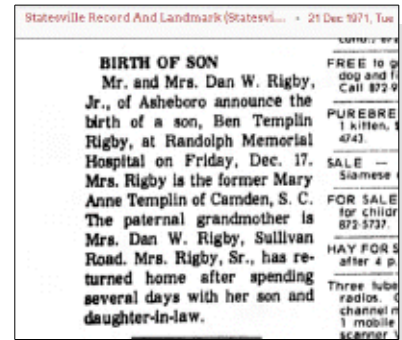 Statesville Record And Landmark (Statesvi... • 21 Dec 1971, Tue
BIRTH OF SON
Mr. and Mrs. Dan W. Rigby,
Jr., of Asheboro announce the
birth of a son, Ben Templin
Rigby, at Randolph Memorial
Hospital on Friday, Dec. 17.
Mrs. Rigby is the former Mary
Anne Templin of Camden, S. C.
The paternal grandmother is
Mrs. Dan W. Rigby, Sullivan
Road. Mrs. Rigby, Sr., has re-
turned home after spending
several days with her son and
daughter-in-law.
FREE to
dog and
Call 872-9
PUREBRE
1 kitten,
4743.
SALE —
Siamese
FOR SALE
for childr
872-5737.
HAY FOR S
after 4 p.
Three tube
radios.
channel m
1 mobile
scanner